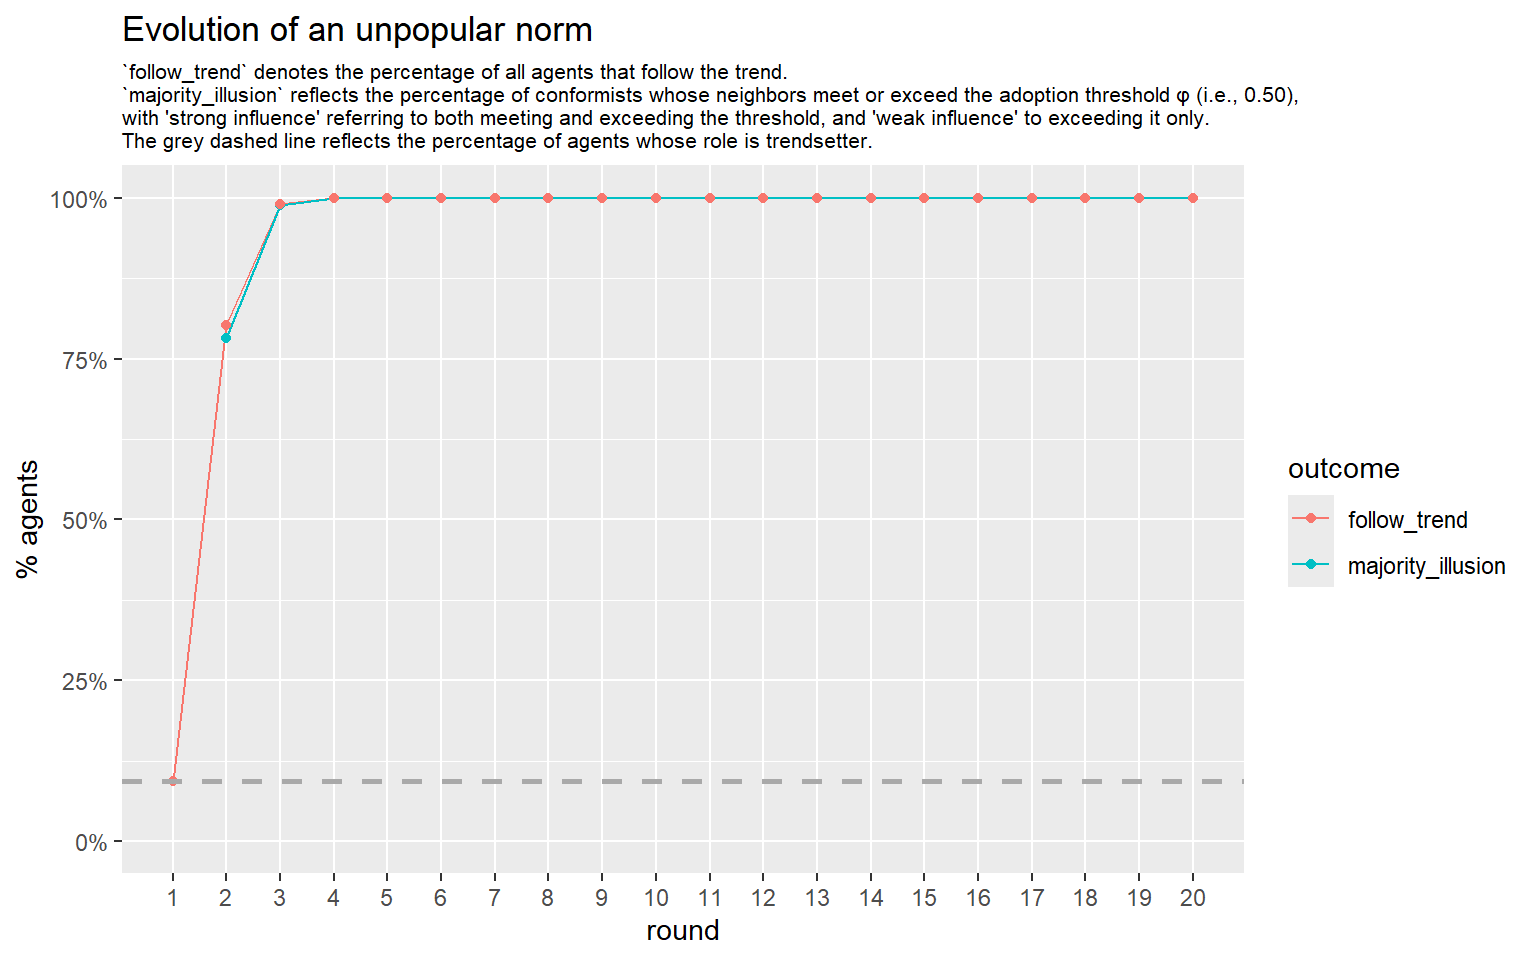 Evolution of an unpopular norm
`follow_trend` denotes the percentage of all agents that follow the trend.
`majority_illusion` reflects the percentage of conformists whose neighbors meet or exceed the adoption threshold φ (i.e., 0.50),
with 'strong influence' referring to both meeting and exceeding the threshold, and 'weak influence' to exceeding it only.
The grey dashed line reflects the percentage of agents whose role is trendsetter.
100%
75%
50%
25%
0%
% agents
1 2 3 4 5 6 7 8 9 10 11 12 13 14 15 16 17 18 19 20
round
outcome
follow_trend
majority_illusion